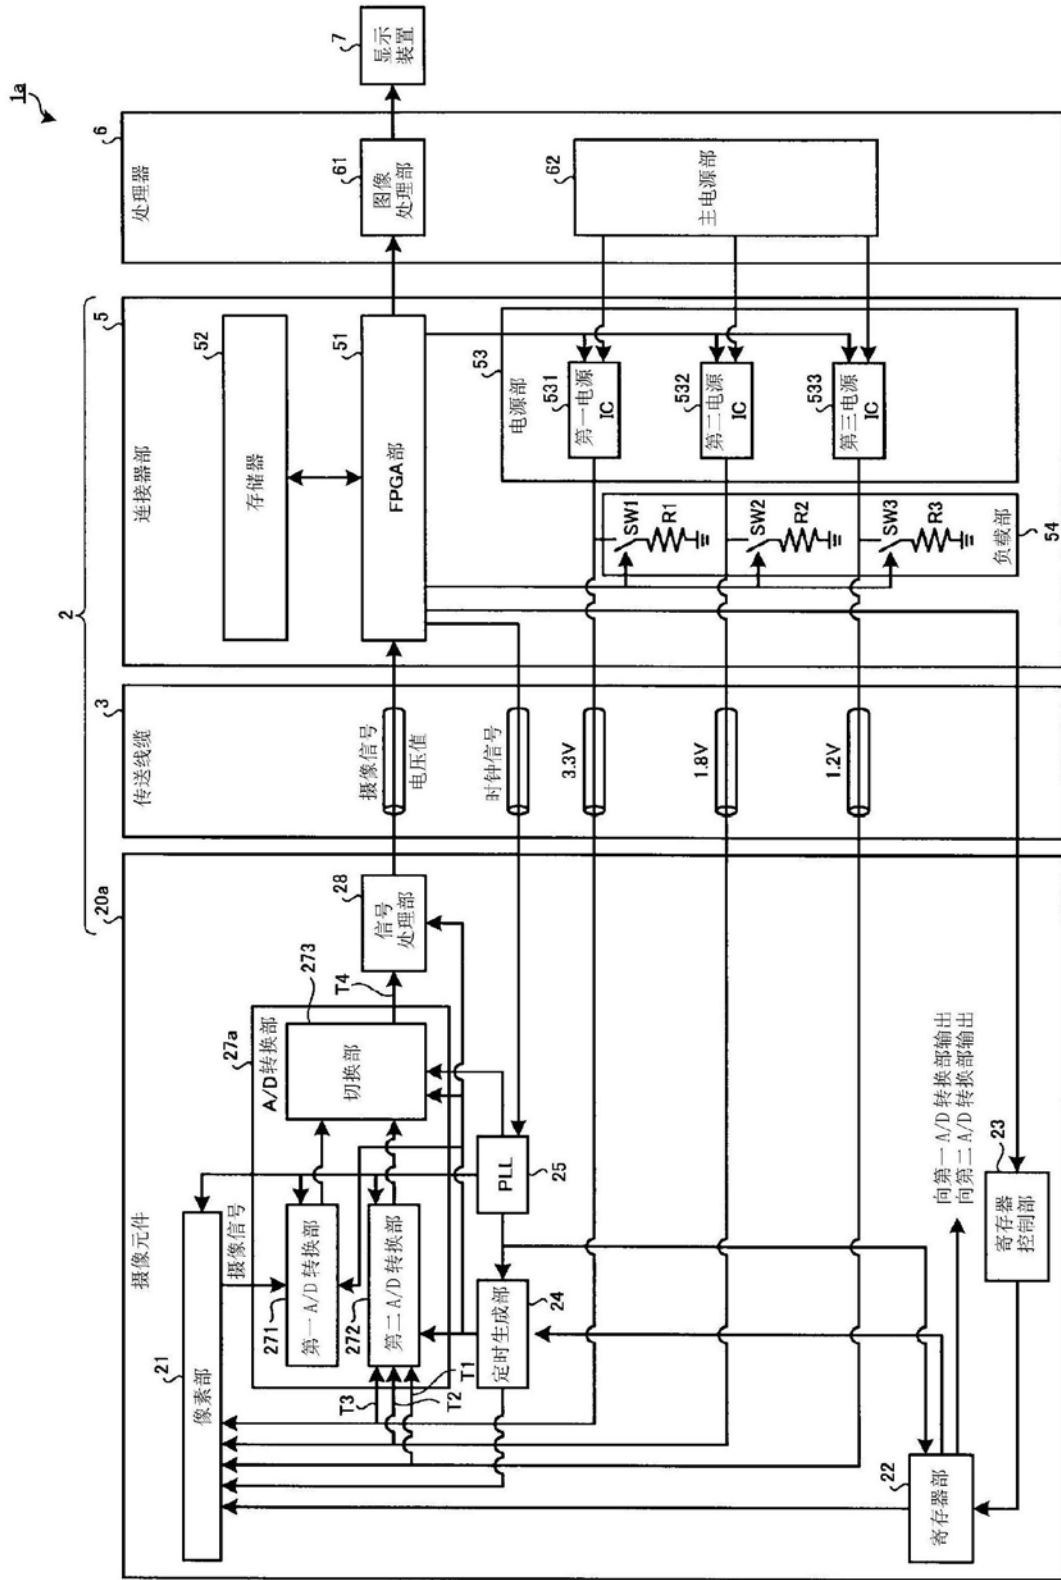 1a
2
20a
摄像元件
21
像素部
摄像信号
27a
A/D转换部
271
第一A/D转换部
272
第二A/D转换部
273
切换部
T1
T2
T3
T4
28
信号
处理部
PLL
25
定时生成部
24
22
寄存器部
23
寄存器
控制部
向第一A/D转换部输出
向第二A/D转换部输出
3
传送线缆
摄像信号
电压值
时钟信号
3.3V
1.8V
1.2V
5
连接器部
52
存储器
51
FPGA部
53
电源部
531
第一电源
IC
532
第二电源
IC
533
第三电源
IC
SW1
R1
SW2
R2
SW3
R3
负载部
54
6
处理器
61
图像
处理部
62
主电源部
7
显示
装置